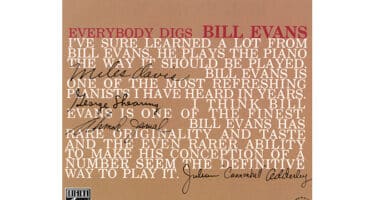 EVERYBODY DIGS BILL EVANS
I'VE SURE LEARNED A LOT FROM
BILL EVANS. HE PLAYS THE PIANO
THE WAY IT SHOULD BE PLAYED.
Miles Davis BILL EVANS IS
ONE OF THE MOST REFRESHING
PIANISTS I HAVE HEARD IN YEARS.
George Shearing I THINK BILL
EVANS IS ONE OF THE FINEST.
Ahmad Jamal BILL EVANS HAS
RARE ORIGINALITY AND TASTE
AND THE EVEN RARER ABILITY
TO MAKE HIS CONCEPTION OF A
NUMBER SEEM THE DEFINITIVE
WAY TO PLAY IT. Julian Cannonball Adderley